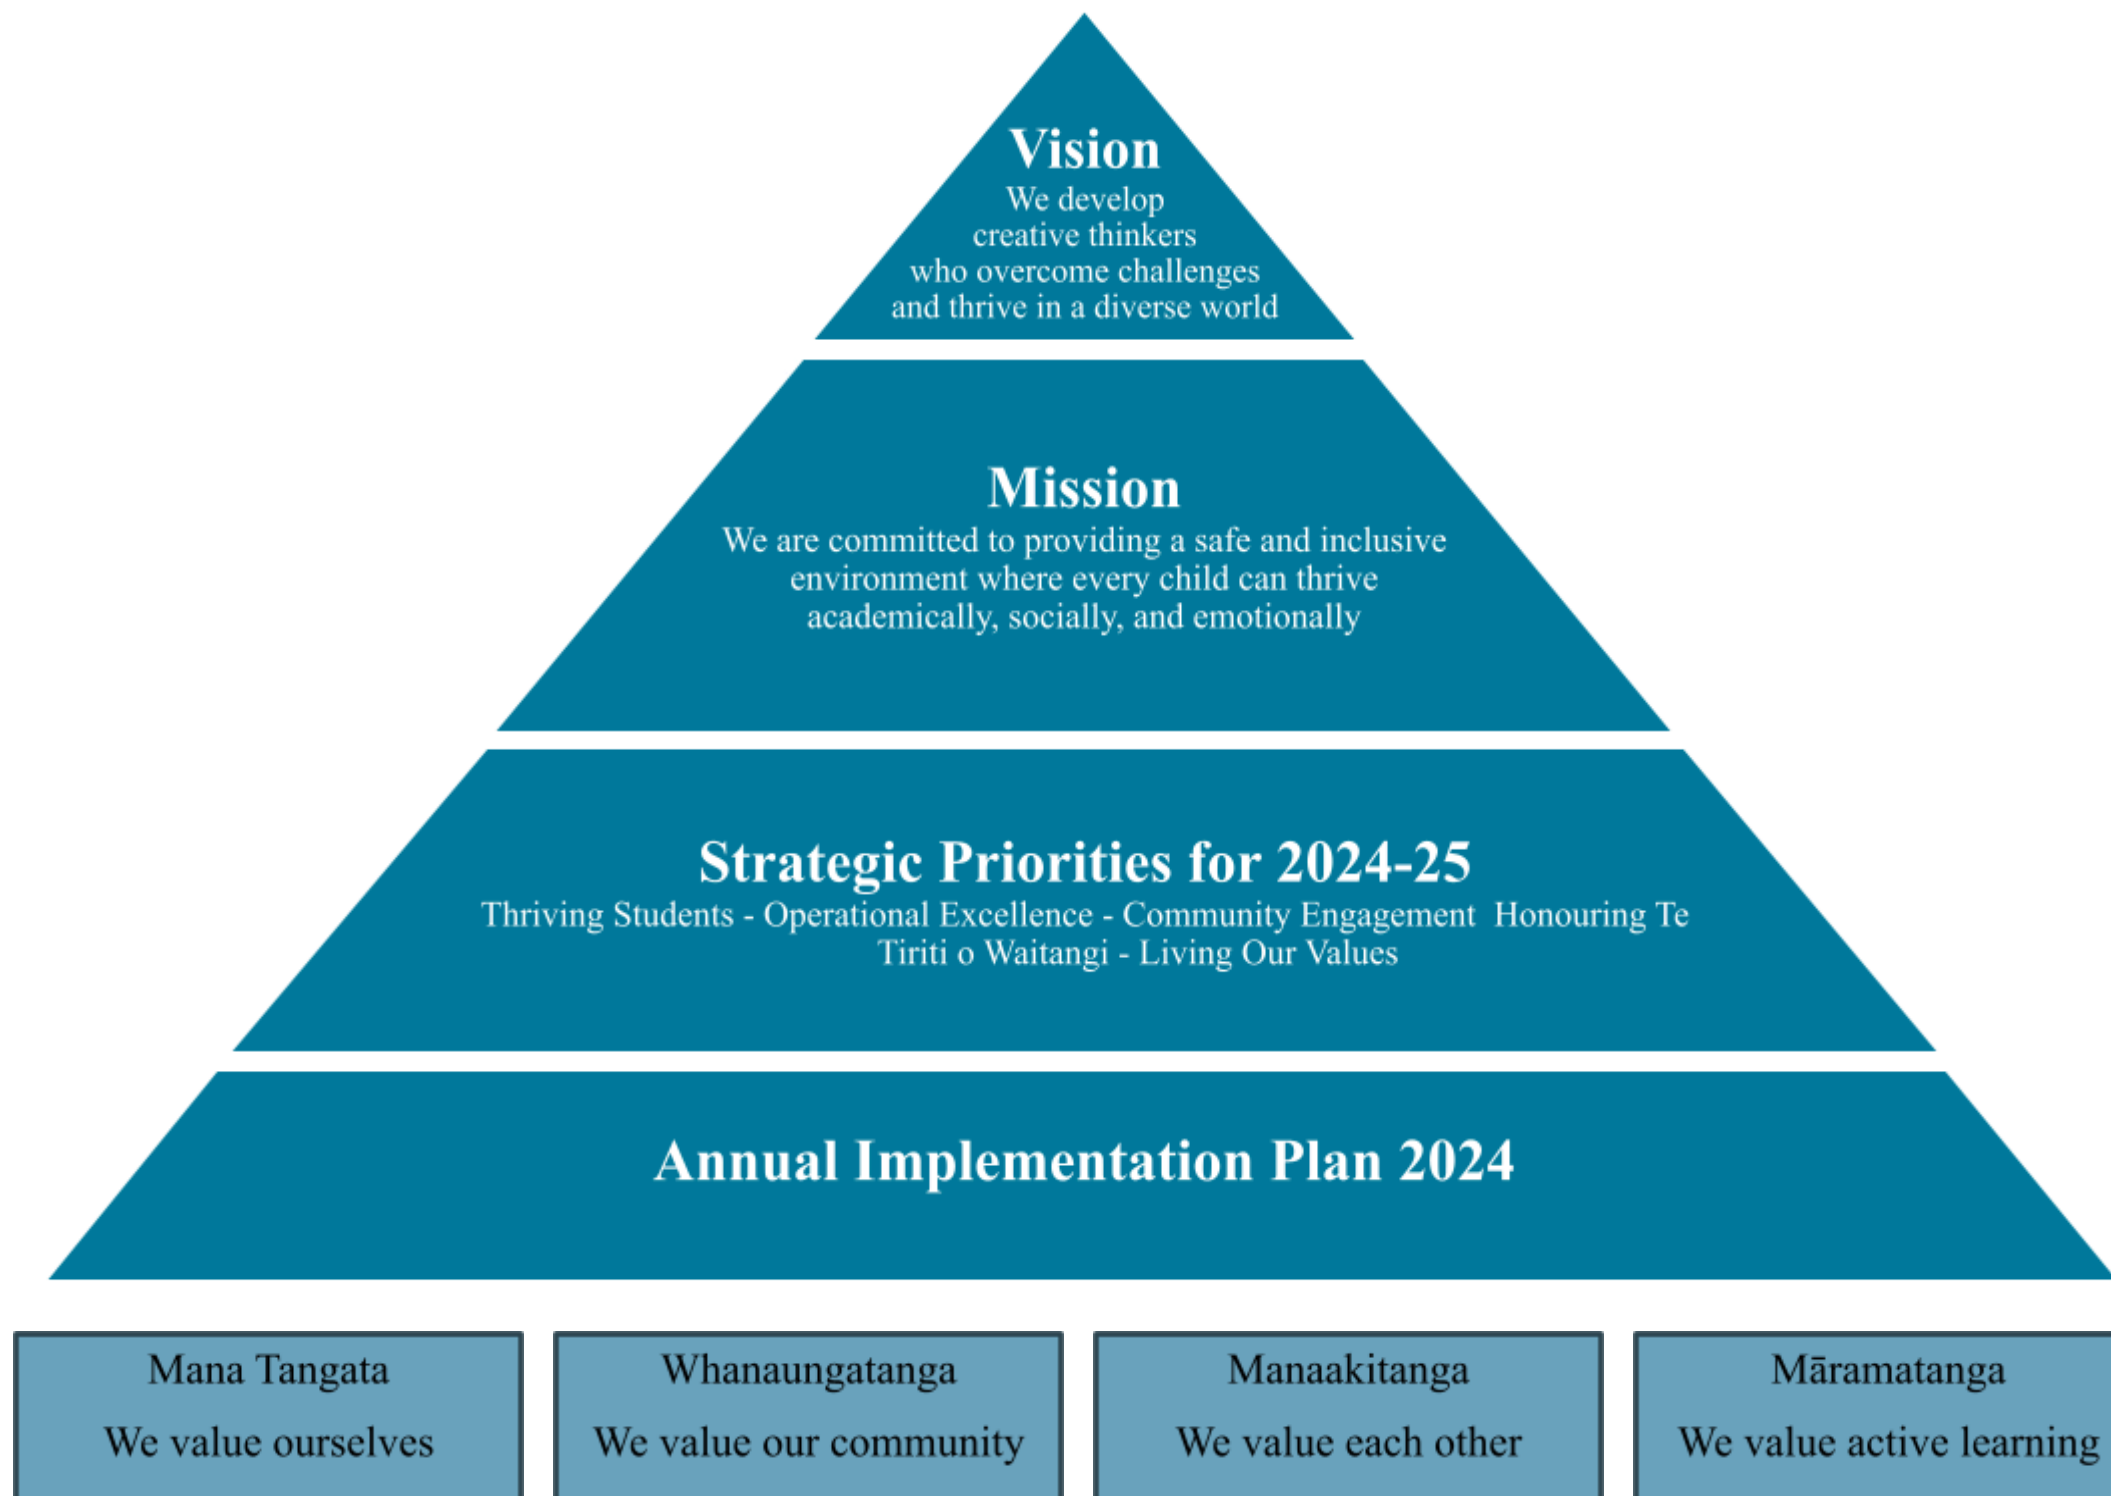 Vision
We develop
creative thinkers
who overcome challenges
and thrive in a diverse world
Mission
We are committed to providing a safe and inclusive
environment where every child can thrive
academically, socially, and emotionally
Strategic Priorities for 2024-25
Thriving Students - Operational Excellence - Community Engagement  Honouring Te
Tiriti o Waitangi - Living Our Values
Annual Implementation Plan 2024
Mana Tangata
We value ourselves
Whanaungatanga
We value our community
Manaakitanga
We value each other
Māramatanga
We value active learning